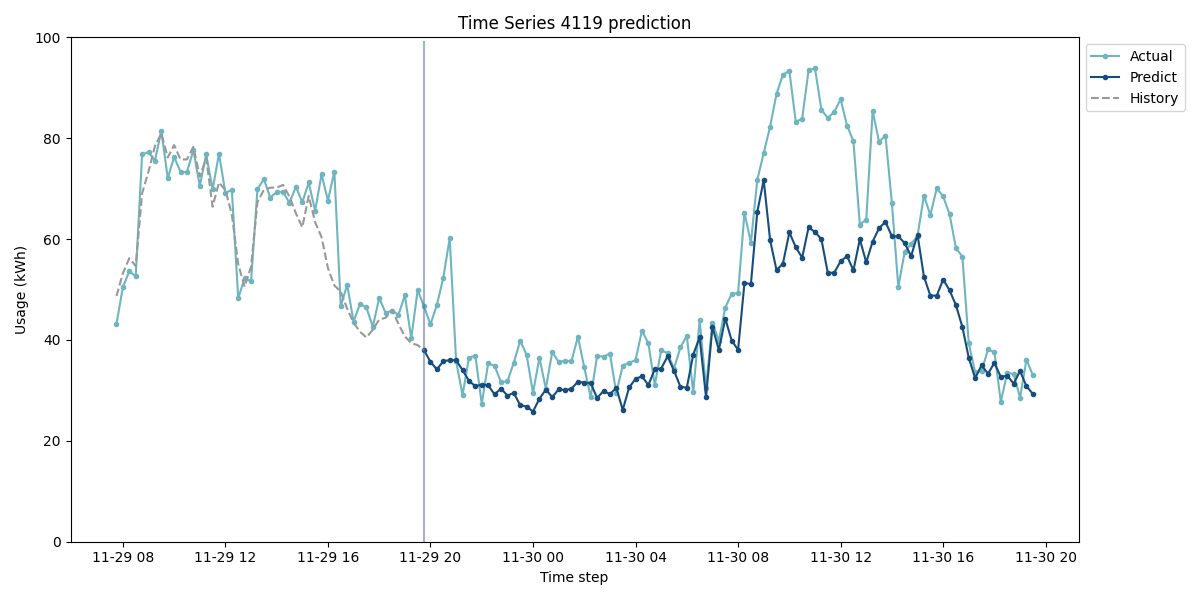 Time Series 4119 prediction
100
80
60
40
20
0
Usage (kWh)
11-29 08
11-29 12
11-29 16
11-29 20
11-30 00
11-30 04
11-30 08
11-30 12
11-30 16
11-30 20
Time step
Actual
Predict
History